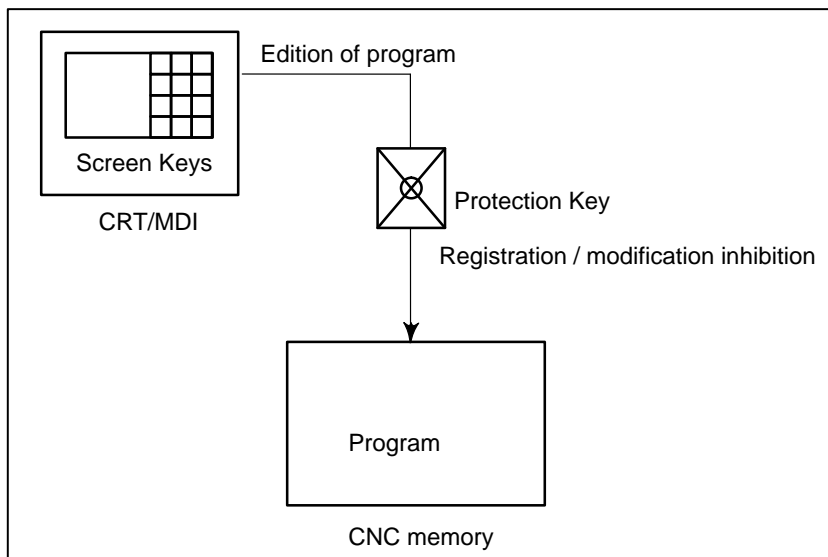 Edition of program
Screen Keys
CRT/MDI
Protection Key
Registration / modification inhibition
Program
CNC memory